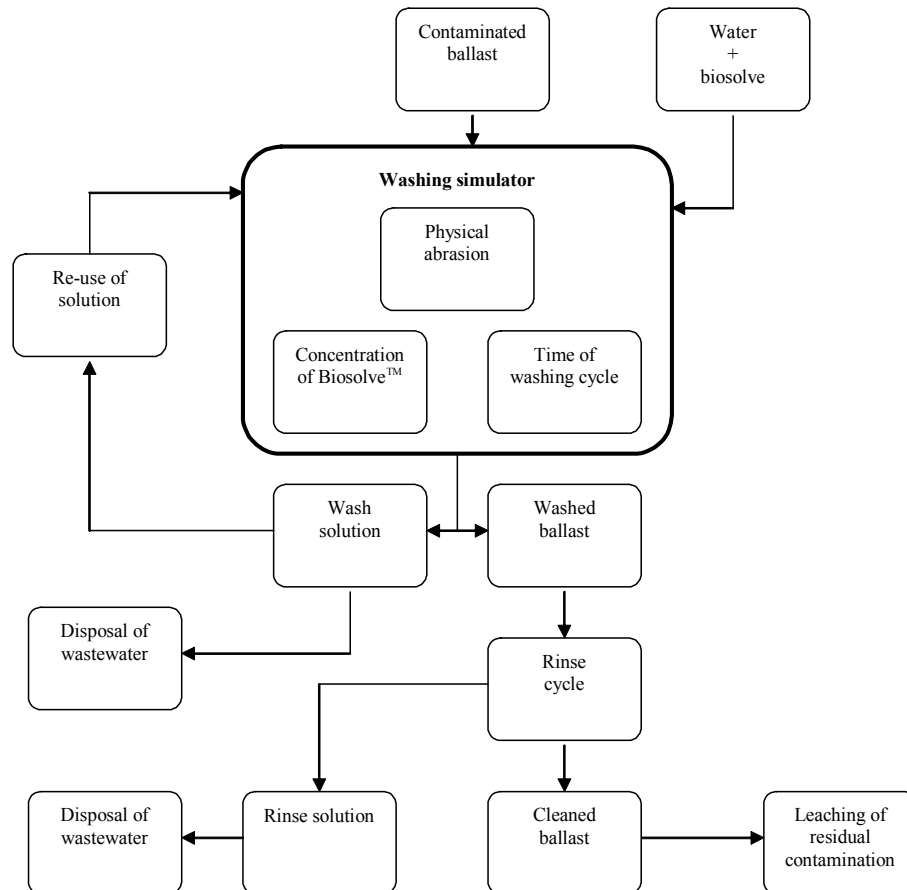 Contaminated
ballast
Water
+
biosolve
Washing simulator
Physical
abrasion
Re-use of
solution
Concentration
of Biosolve™
Time of
washing cycle
Wash
solution
Washed
ballast
Disposal of
wastewater
Rinse
cycle
Disposal of
wastewater
Rinse solution
Cleaned
ballast
Leaching of
residual
contamination